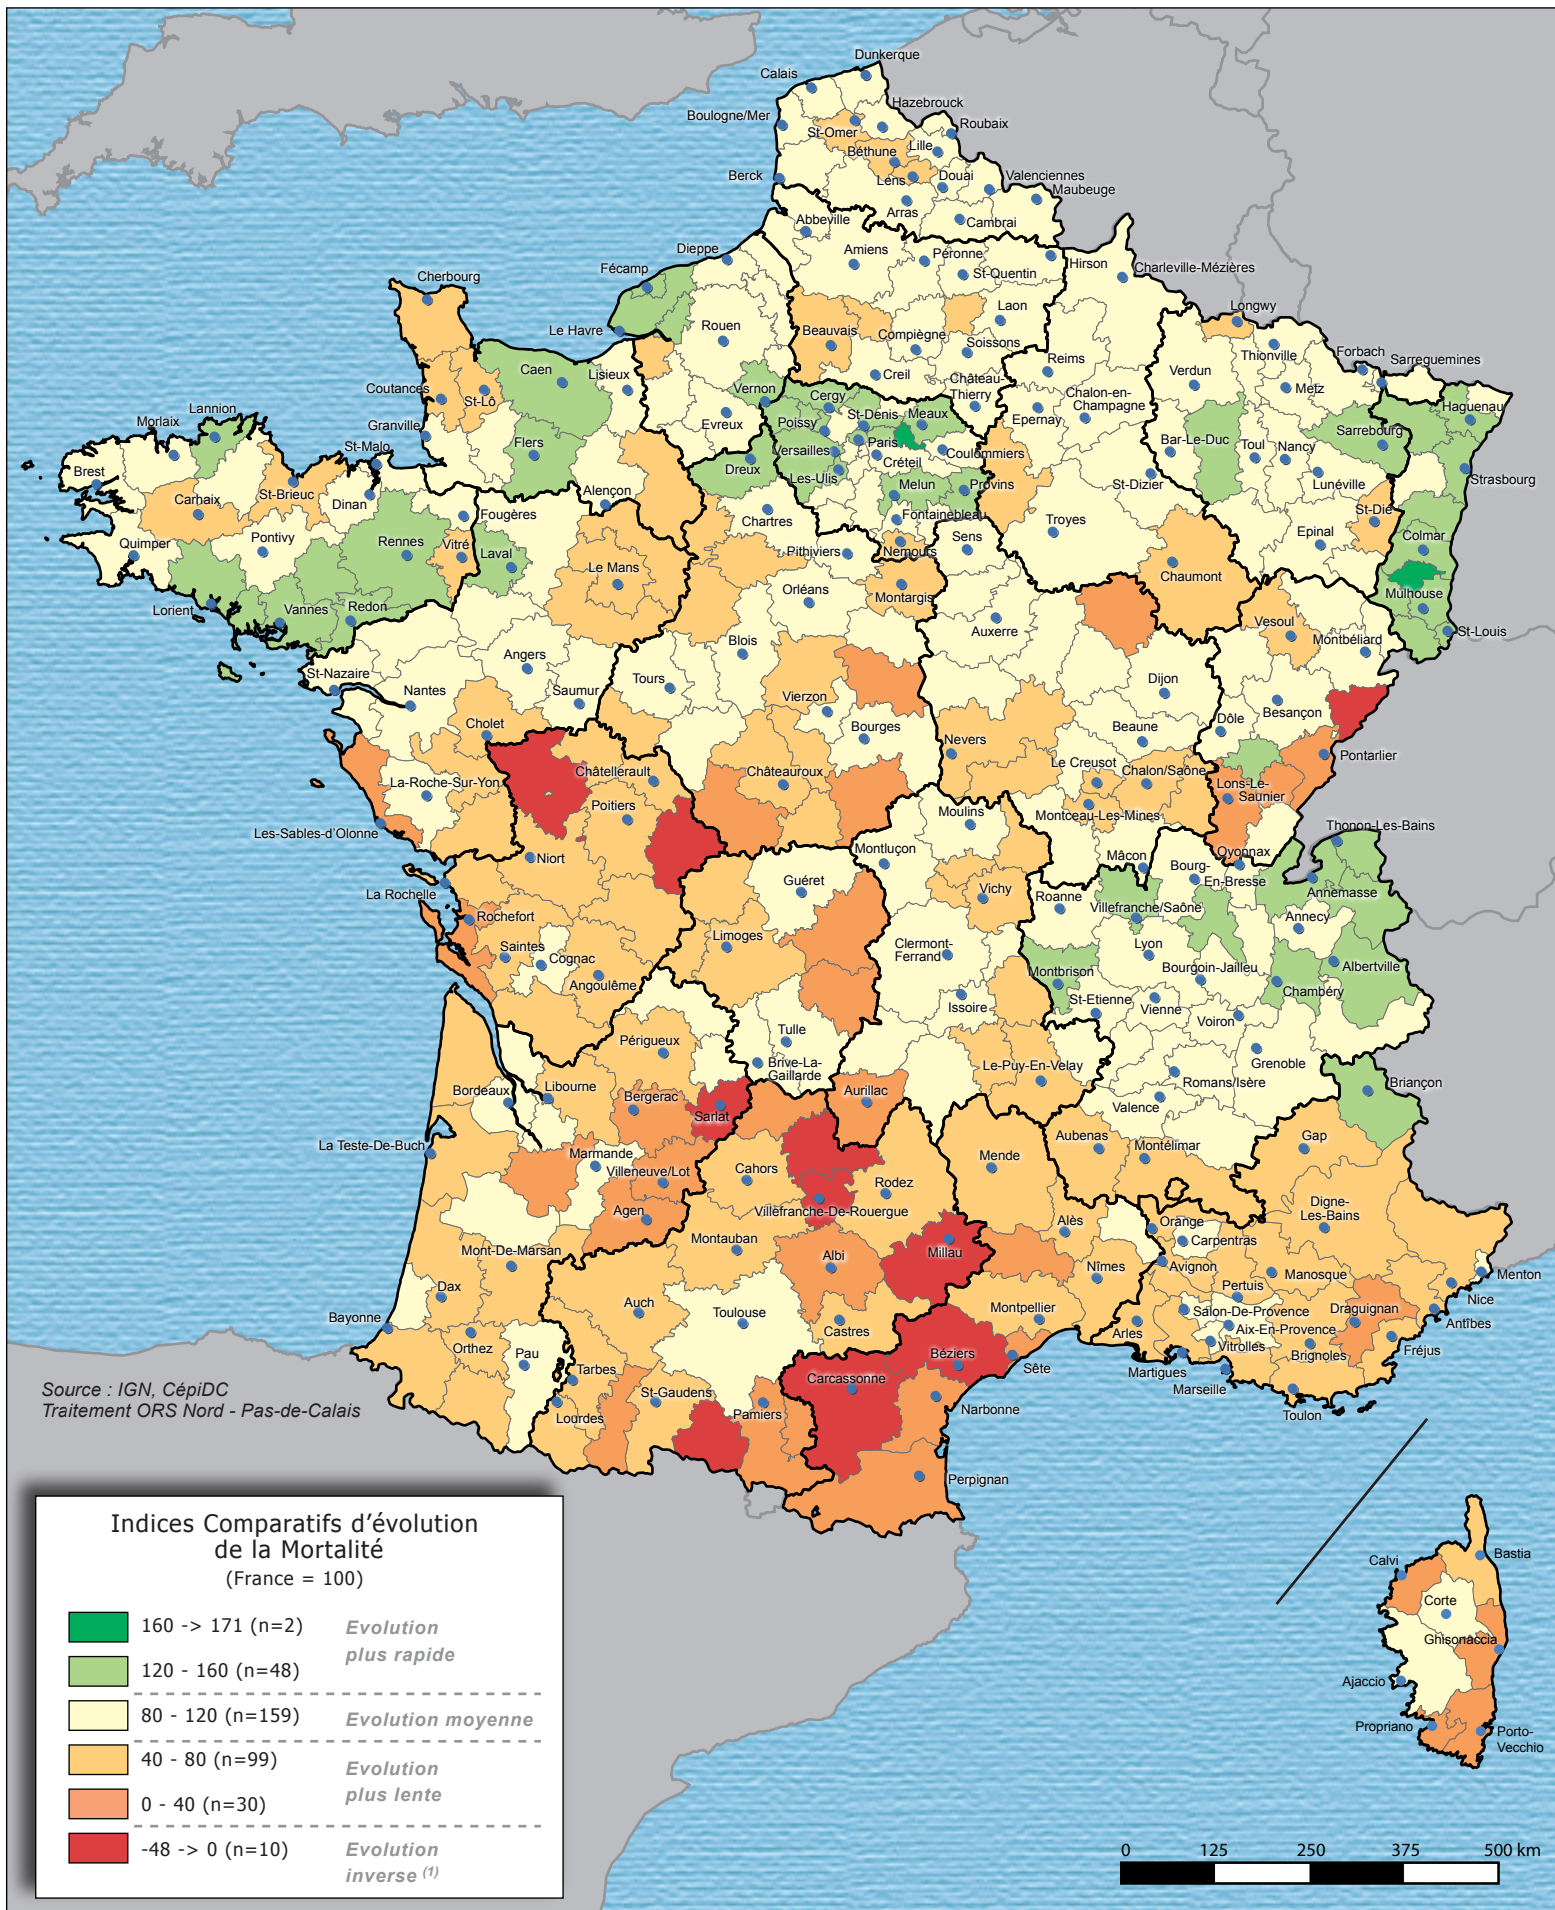 Dunkerque
Calais
Hazebrouck
Boulogne/Mer
Roubaix
St-Omer
Lille
Béthune
Berck
Lens
Douai
Valenciennes
Maubeuge
Arras
Cambrai
Abbeville
Dieppe
Amiens
Péronne
Hirson
Fécamp
St-Quentin
Charleville-Mézières
Cherbourg
Laon
Longwy
Le Havre
Rouen
Beauvais
Compiègne
Soissons
Thionville
Forbach
Sarreguemines
Reims
Verdun
Caen
Lisieux
Creil
Château-
Thierry
Metz
Coutances
St-Lô
Vernon
Cergy
Chalon-en-
Champagne
Haguenau
Lannion
Morlaix
Granville
Evreux
Poissy
St-Dénis
Meaux
Epernay
Sarrebourg
St-Malo
Flers
Versailles
Paris
Créteil
Coulommiers
Bar-Le-Duc
Toul
Nancy
Brest
Dreux
Les-Ulis
Melun
Provins
St-Dizier
Lunéville
Strasbourg
Carhaix
St-Brieuc
Dinan
Alençon
Fougères
Chartres
Fontainebleau
Troyes
St-Dié
Quimper
Pontivy
Rennes
Vitré
Laval
Pithiviers
Nemours
Sens
Epinal
Colmar
Le Mans
Orléans
Montargis
Chaumont
Mulhouse
Lorient
Vannes
Redon
Auxerre
Vesoul
Montbéliard
St-Louis
Angers
Blois
St-Nazaire
Nantes
Saumur
Tours
Vierzon
Dijon
Cholet
Bourges
Nevers
Beaune
Dôle
Besançon
Pontarlier
La-Roche-Sur-Yon
Châtellerault
Châteauroux
Le Creusot
Chalon/Saône
Lons-Le-
Saunier
Poitiers
Moulins
Montceau-Les-Mines
Les-Sables-d'Olonne
Thonon-Les-Bains
Niort
Montluçon
Mâcon
Oyonnax
Guéret
Bourg-
En-Bresse
La Rochelle
Vichy
Roanne
Villefranche/Saône
Annemasse
Rochefort
Annecy
Saintes
Limoges
Clermont-
Ferrand
Lyon
Cognac
Bourgoin-Jailleu
Albertville
Angoulême
Montbrison
Chambéry
Issoire
St-Etienne
Vienne
Voiron
Tulle
Périgueux
Brive-La-
Gaillarde
Le-Puy-En-Velay
Grenoble
Romans/Isère
Bordeaux
Libourne
Bergerac
Sarlat
Aurillac
Valence
Briançon
La Teste-De-Buch
Marmande
Aubenas
Montélimar
Gap
Villeneuve/Lot
Cahors
Mende
Rodez
Agen
Villefranche-De-Rouergue
Digne-
Les-Bains
Montauban
Alès
Orange
Carpentras
Mont-De-Marsan
Albi
Millau
Nîmes
Avignon
Manosque
Menton
Dax
Pertuis
Auch
Toulouse
Montpellier
Salon-De-Provence
Draguignan
Nice
Bayonne
Castres
Arles
Aix-En-Provence
Antîbes
Orthez
Pau
Béziers
Sête
Vitrolles
Brignoles
Fréjus
Tarbes
Carcassonne
Martigues
Marseille
Source : IGN, CépiDC
Traitement ORS Nord - Pas-de-Calais
St-Gaudens
Narbonne
Toulon
Lourdes
Pamiers
Perpignan
Indices Comparatifs d'évolution
de la Mortalité
(France = 100)
160 -> 171 (n=2)
Evolution
plus rapide
120 - 160 (n=48)
80 - 120 (n=159)
Evolution moyenne
40 - 80 (n=99)
Evolution
plus lente
0 - 40 (n=30)
-48 -> 0 (n=10)
Evolution
inverse (1)
Bastia
Calvi
Corte
Ghisonaccia
Ajaccio
Propriano
Porto-
Vecchio
0 125 250 375 500 km